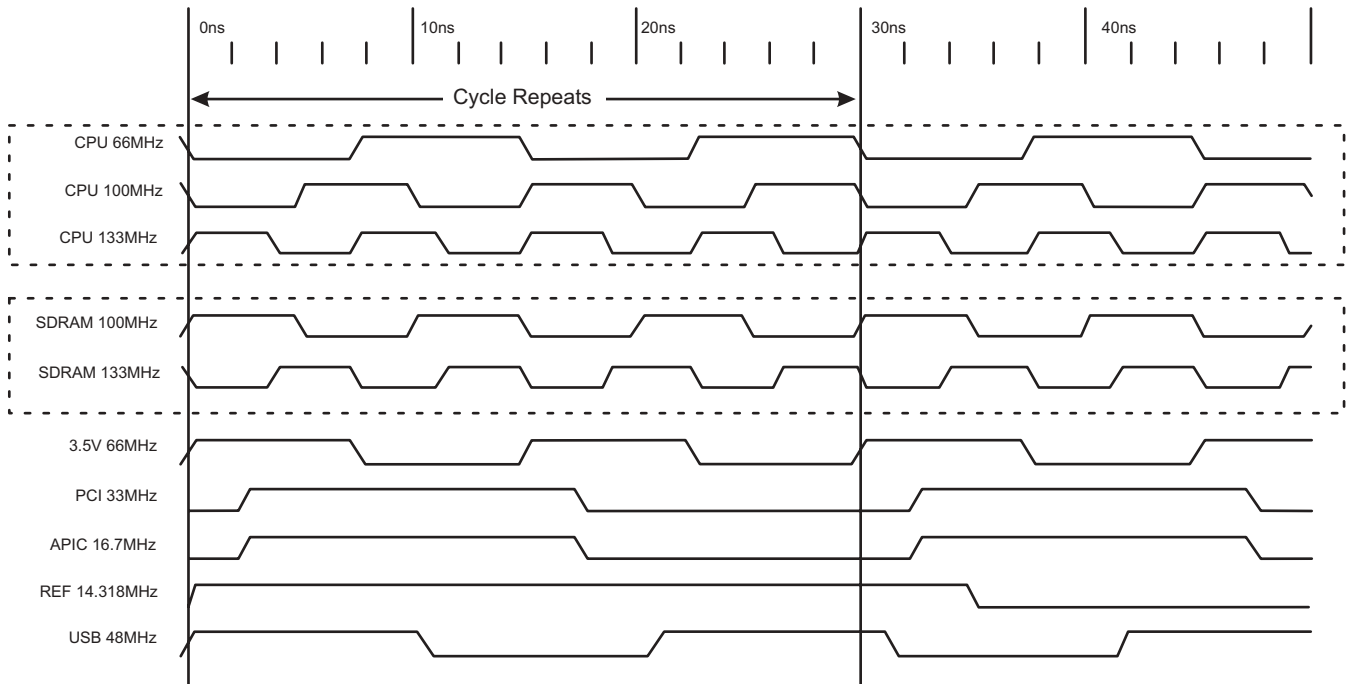 0ns
10ns
20ns
30ns
40ns
Cycle Repeats
CPU 66MHz
CPU 100MHz
CPU 133MHz
SDRAM 100MHz
SDRAM 133MHz
3.5V 66MHz
PCI 33MHz
APIC 16.7MHz
REF 14.318MHz
USB 48MHz